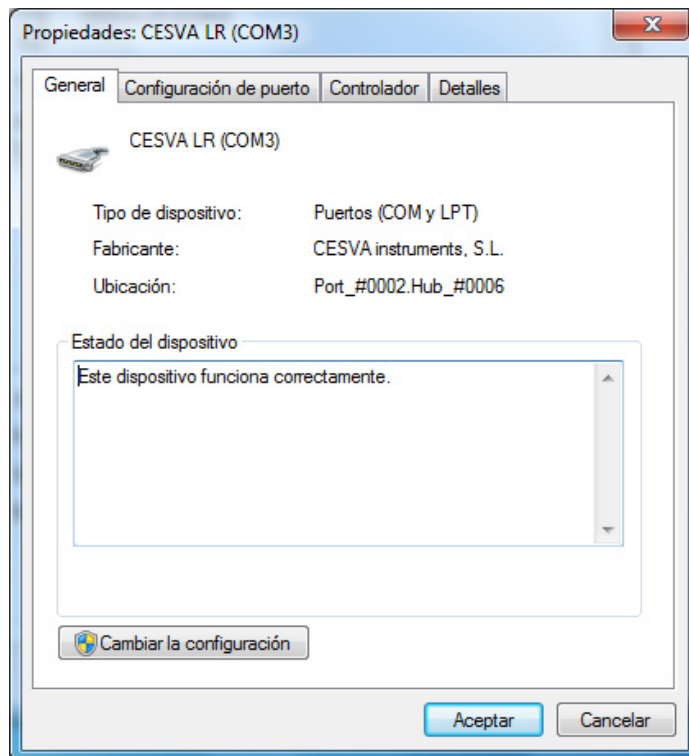 Propiedades: CESVA LR (COM3)
General Configuración de puerto Controlador Detalles
CESVA LR (COM3)
Tipo de dispositivo: Puertos (COM y LPT)
Fabricante: CESVA instruments, S.L.
Ubicación: Port_#0002.Hub_#0006
Estado del dispositivo
Este dispositivo funciona correctamente.
Cambiar la configuración
Aceptar Cancelar